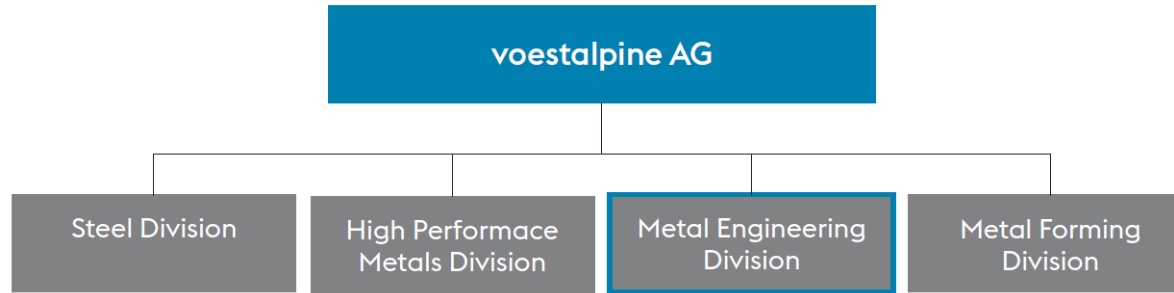 voestalpine AG
Steel Division
High Performace
Metals Division
Metal Engineering
Division
Metal Forming
Division